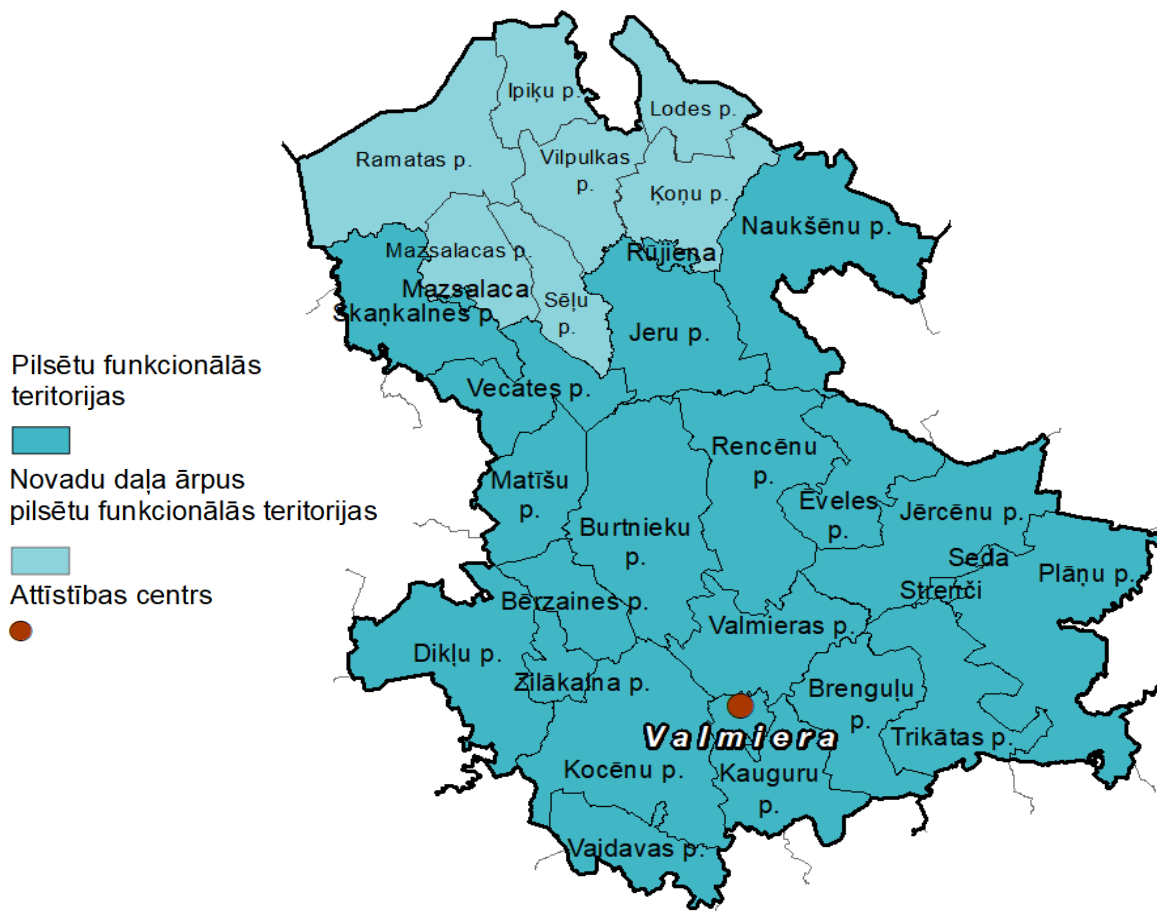 Pilsētu funkcionālās
teritorijas
Novadu daļa ārpus
pilsētu funkcionālās teritorijas
Attīstības centrs
Ipiķu p.
Lodes p.
Ramatas p.
Vilpulkas
p.
Ķoņu p.
Naukšēnu p.
Mazsalacas p.
Rūjiena
Mazsalaca
Sēļu
p.
Skaņkalnes p.
Jeru p.
Vecates p.
Rencēnu
p.
Matīšu
p.
Ēveles
p.
Jērcēnu p.
Burtnieku
p.
Seda
Plāņu p.
Strenči
Bērzaines p.
Valmieras p.
Dikļu p.
Zilākalna p.
Brenguļu
p.
Valmiera
Trikātas p.
Kocēnu p.
Kauguru
p.
Vaidavas p.